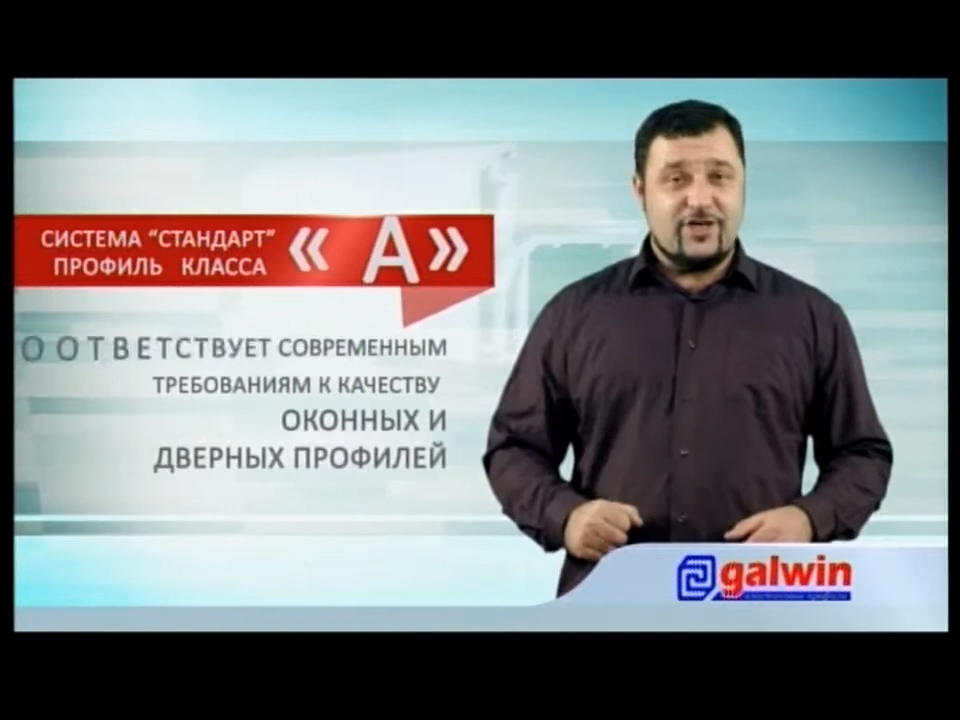 СИСТЕМА “СТАНДАРТ”
ПРОФИЛЬ КЛАССА
« А »
ООТВЕТСТВУЕТ СОВРЕМЕННЫМ
ТРЕБОВАНИЯМ К КАЧЕСТВУ
ОКОННЫХ И
ДВЕРНЫХ ПРОФИЛЕЙ
galwin